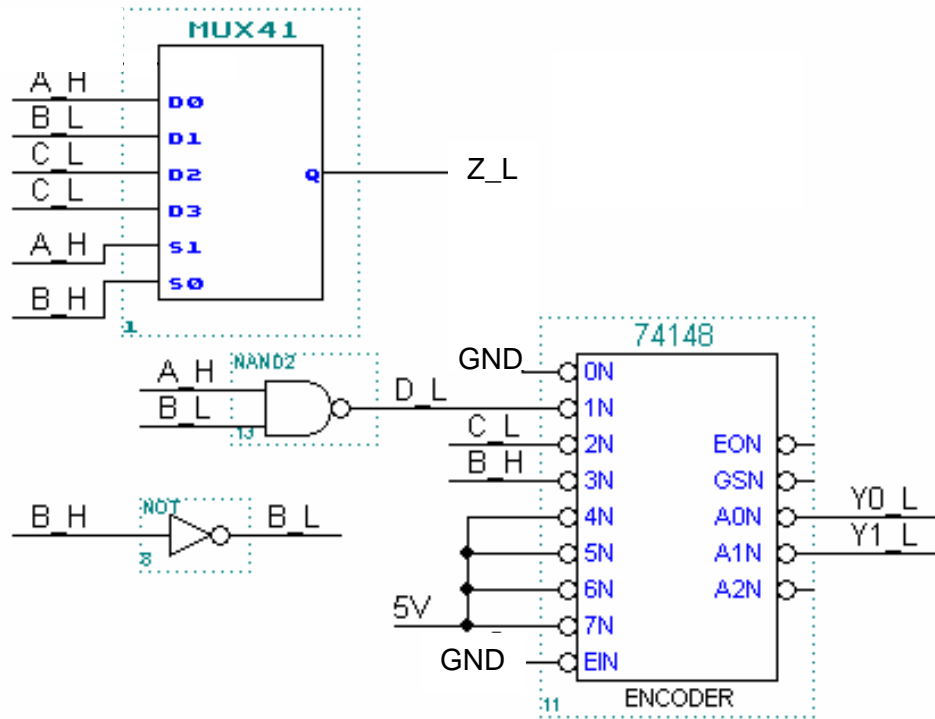 MUX41
A_H
D0
B_L
D1
C_L
D2
Q
Z_L
C_L
D3
A_H
S1
B_H
S0
1
74148
NAND2
GND
0N
A_H
D_L
1N
B_L
13
C_L
2N
EON
B_H
3N
GSN
NOT
B_H
B_L
4N
A0N
Y0_L
8
5N
A1N
Y1_L
6N
A2N
5V
7N
GND
EIN
11
ENCODER